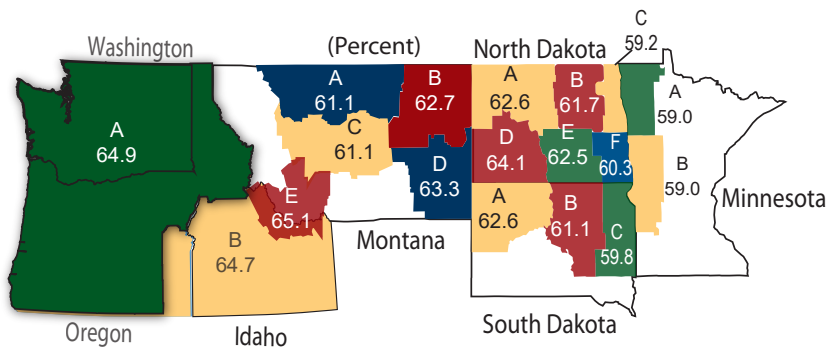 Washington
(Percent)
North Dakota
C
59.2
A
64.9
A
61.1
B
62.7
C
61.1
D
63.3
E
65.1
B
64.7
A
62.6
B
61.7
D
64.1
E
62.5
F
60.3
A
62.6
B
61.1
C
59.8
A
59.0
B
59.0
Minnesota
Montana
Oregon
Idaho
South Dakota